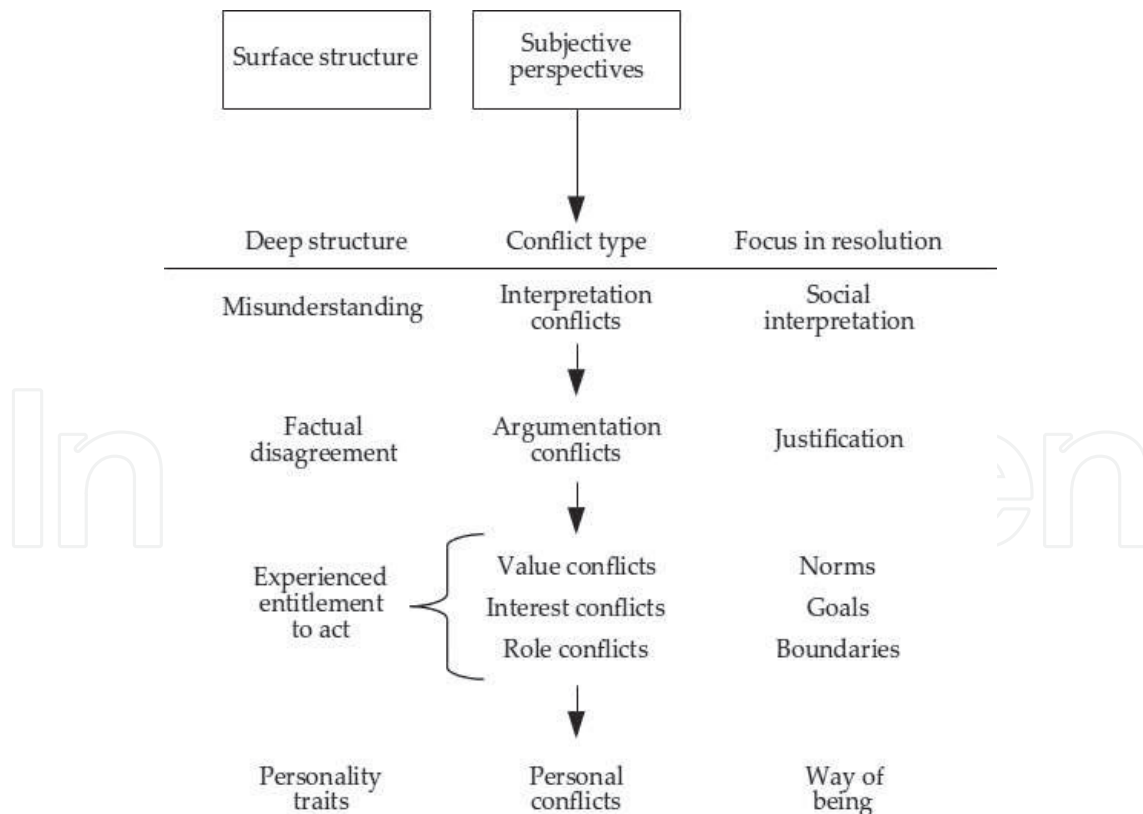 Surface structure
Subjective
perspectives
Deep structure
Conflict type
Focus in resolution
Misunderstanding
Interpretation
conflicts
Social
interpretation
Factual
disagreement
Argumentation
conflicts
Justification
Experienced
entitlement
to act
Value conflicts
Norms
Interest conflicts
Goals
Role conflicts
Boundaries
Personality
traits
Personal
conflicts
Way of
being
In
en